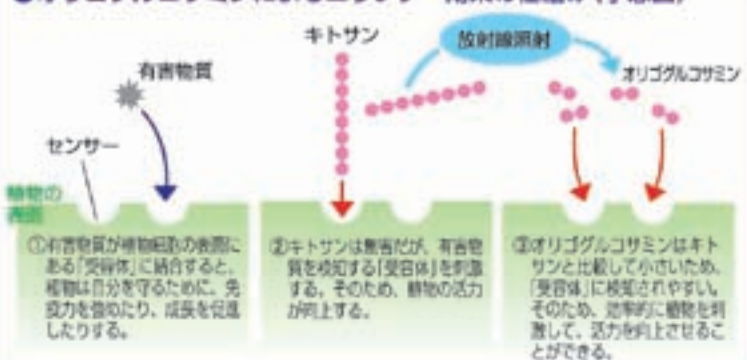 キトサン
放射線照射
有害物質
オリゴグルコサミン
センサー
植物の
表面
①有害物質が植物細胞の表面に
ある「受容体」に結合すると、
植物は自分を守るために、免
疫力を強めたり、成長を促進
したりする。
②キトサンは無害だが、有害物
質を検知する「受容体」を刺激
する。そのため、植物の活力
が向上する。
③オリゴグルコサミンはキト
サンと比較して小さいため、
「受容体」に検知されやすい。
そのため、効率的に植物を刺
激して、活力を向上させるこ
とができる。